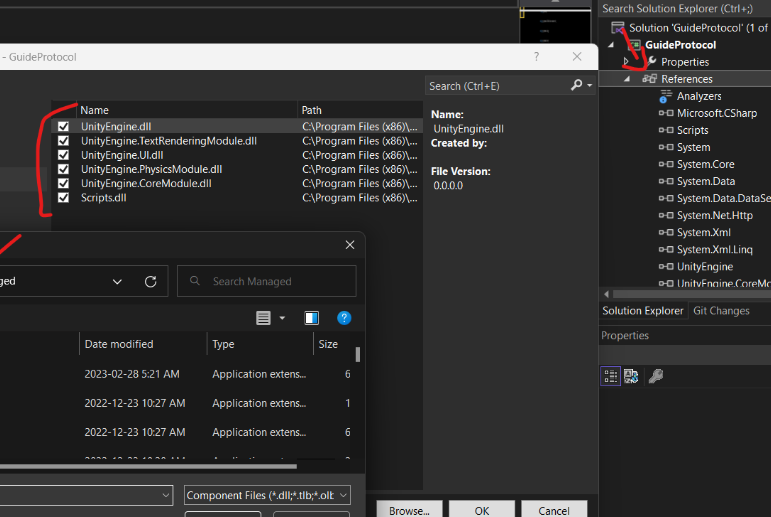 Search Solution Explorer (Ctrl+;)
Solution 'GuideProtocol' (1 of
GuideProtocol
Properties
References
Analyzers
Microsoft.CSharp
Scripts
System
System.Core
System.Data
System.Data.DataSe
System.Net.Http
System.Xml
System.Xml.Linq
UnityEngine
UnityEngine.CoreMo
Solution Explorer Git Changes
Properties
- GuideProtocol
?
Search (Ctrl+E)
Name Path
UnityEngine.dll C:\Program Files (x86)\...
UnityEngine.TextRenderingModule.dll C:\Program Files (x86)\...
UnityEngine.UI.dll C:\Program Files (x86)\...
UnityEngine.PhysicsModule.dll C:\Program Files (x86)\...
UnityEngine.CoreModule.dll C:\Program Files (x86)\...
Scripts.dll C:\Program Files (x86)\...
Name:
UnityEngine.dll
Created by:
File Version:
0.0.0.0
ged
Search Managed
?
Date modified Type Size
2023-02-28 5:21 AM Application extens... 6
2022-12-23 10:27 AM Application extens... 1
2022-12-23 10:27 AM Application extens... 6
Component Files (*.dll;*.tlb;*.olb
Browse... OK Cancel